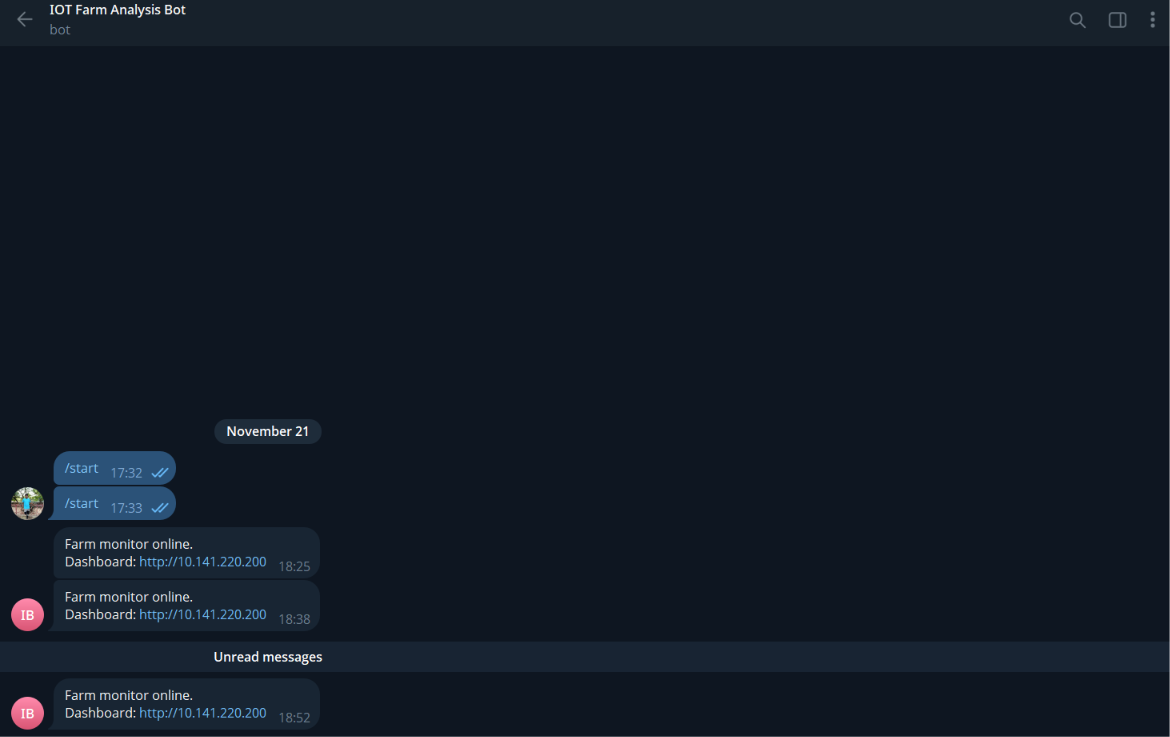 IOT Farm Analysis Bot
bot
November 21
/start 17:32
/start 17:33
Farm monitor online.
Dashboard: http://10.141.220.200 18:25
Farm monitor online.
Dashboard: http://10.141.220.200 18:38
IB
Unread messages
Farm monitor online.
Dashboard: http://10.141.220.200 18:52
IB